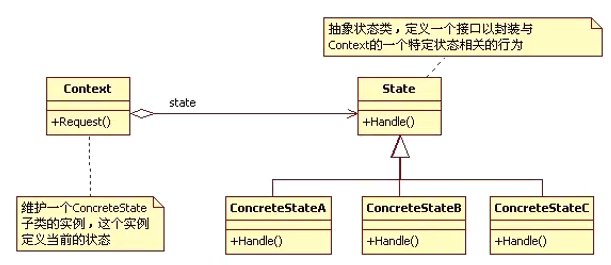 抽象状态类，定义一个接口以封装与
Context的一个特定状态相关的行为
Context
State
state
+Request()
+Handle()
维护一个ConcreteState
子类的实例，这个实例
定义当前的状态
ConcreteStateA
ConcreteStateB
ConcreteStateC
+Handle()
+Handle()
+Handle()